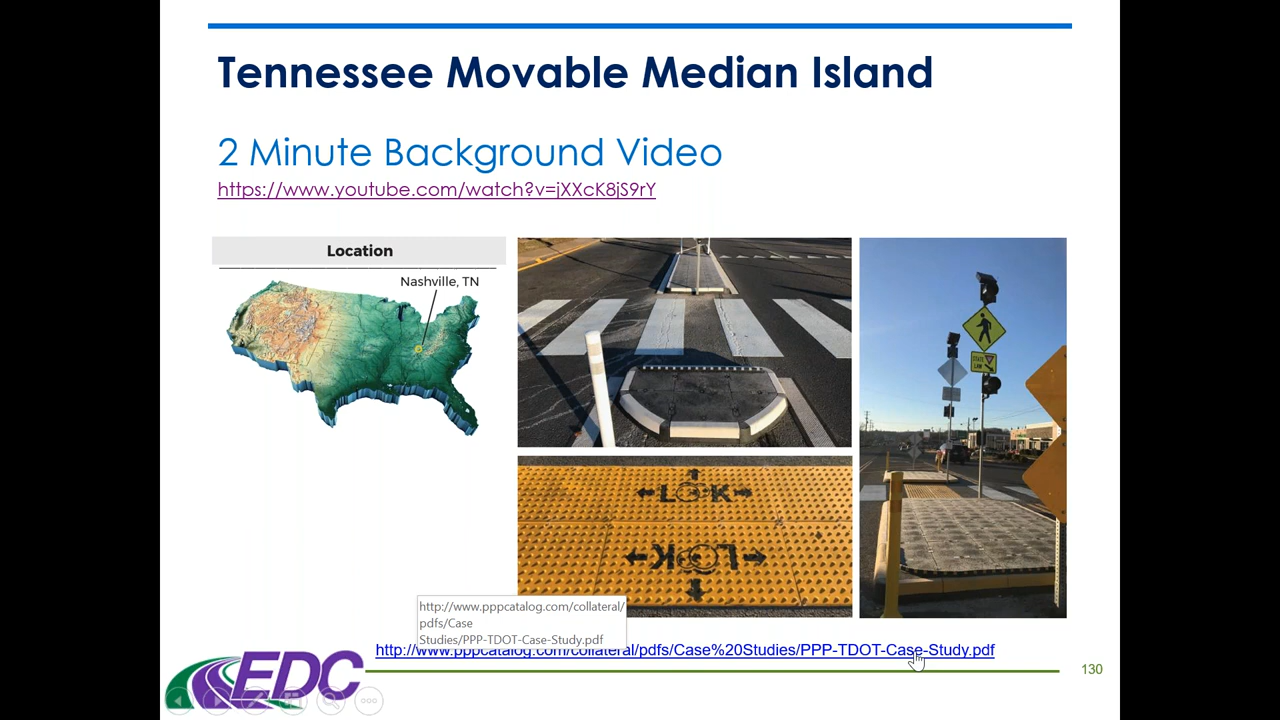 Tennessee Movable Median Island
2 Minute Background Video
https://www.youtube.com/watch?v=jXXcK8jS9rY
Location
Nashville, TN
STATE
LAW
LOOK
LOOK
http://www.pppcatalog.com/collateral/
pdfs/Case
Studies/PPP-TDOT-Case-Study.pdf
http://www.pppcatalog.com/collateral/pdfs/Case%20Studies/PPP-TDOT-Case-Study.pdf
EDC
130